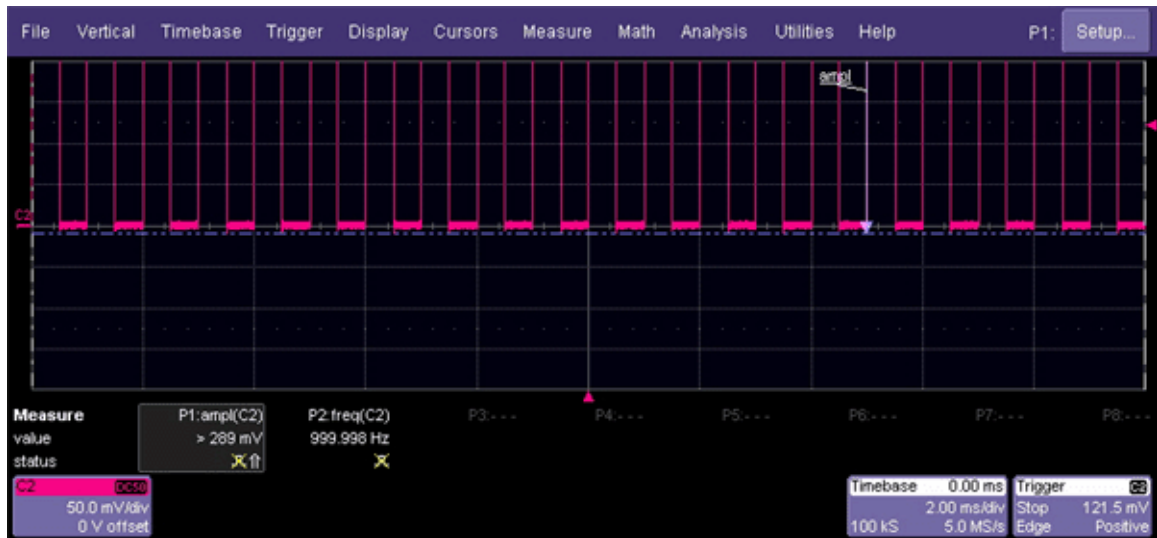 File Vertical Timebase Trigger Display Cursors Measure Math Analysis Utilities Help P1: Setup...
ampl
C2
Measure P1:ampl(C2) P2:freq(C2) P3:- - - P4:- - - P5:- - - P6:- - - P7:- - - P8:- - -
value > 289 mV 999.998 Hz
status
C2 DC50
50.0 mV/div
0 V offset
Timebase 0.00 ms
2.00 ms/div
100 kS 5.0 MS/s
Trigger C2
Stop 121.5 mV
Edge Positive